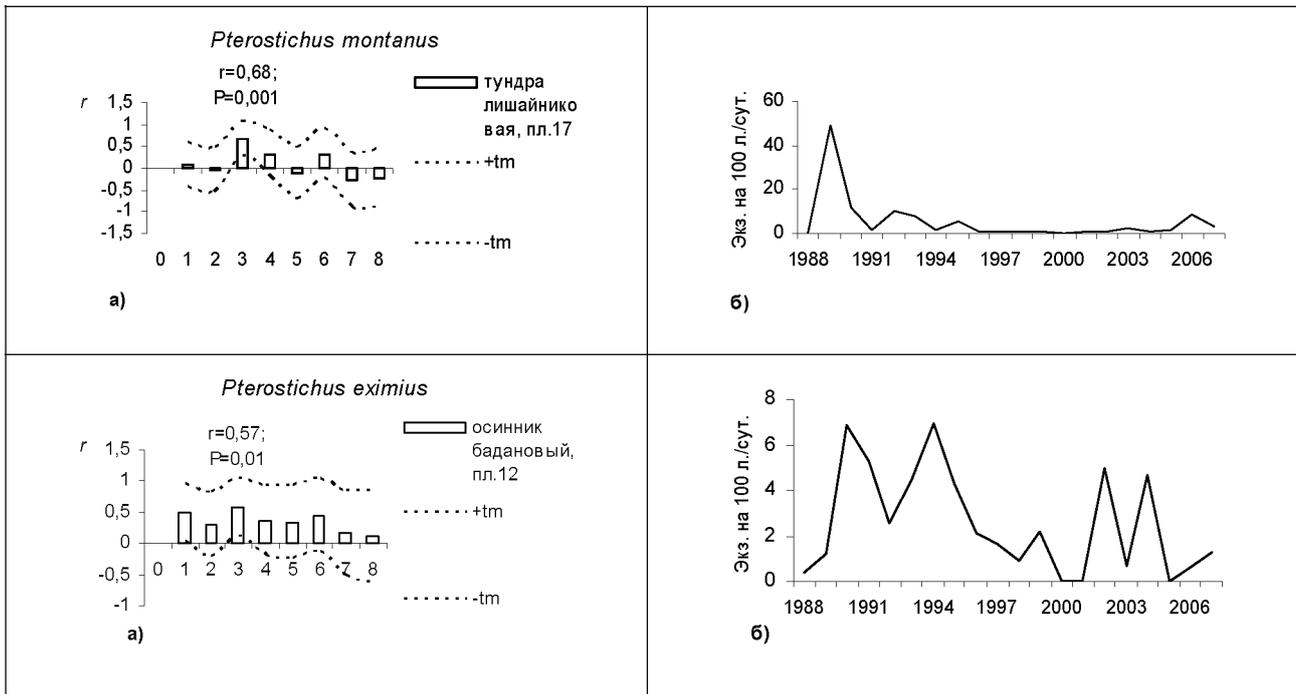 Pterostichus montanus
r=0,68;
P=0,001
r
1,5
1
0,5
0
-0,5
-1
-1,5
0 1 2 3 4 5 6 7 8
тундра
лишайнико
вая, пл.17
+tm
-tm
а)
Экз. на 100 л./сут.
60
40
20
0
1988 1991 1994 1997 2000 2003 2006
б)
Pterostichus eximius
r=0,57;
P=0,01
r
1,5
1
0,5
0
-0,5
-1
0 1 2 3 4 5 6 7 8
осинник
бадановый,
пл.12
+tm
-tm
а)
Экз. на 100 л./сут.
8
6
4
2
0
1988 1991 1994 1997 2000 2003 2006
б)